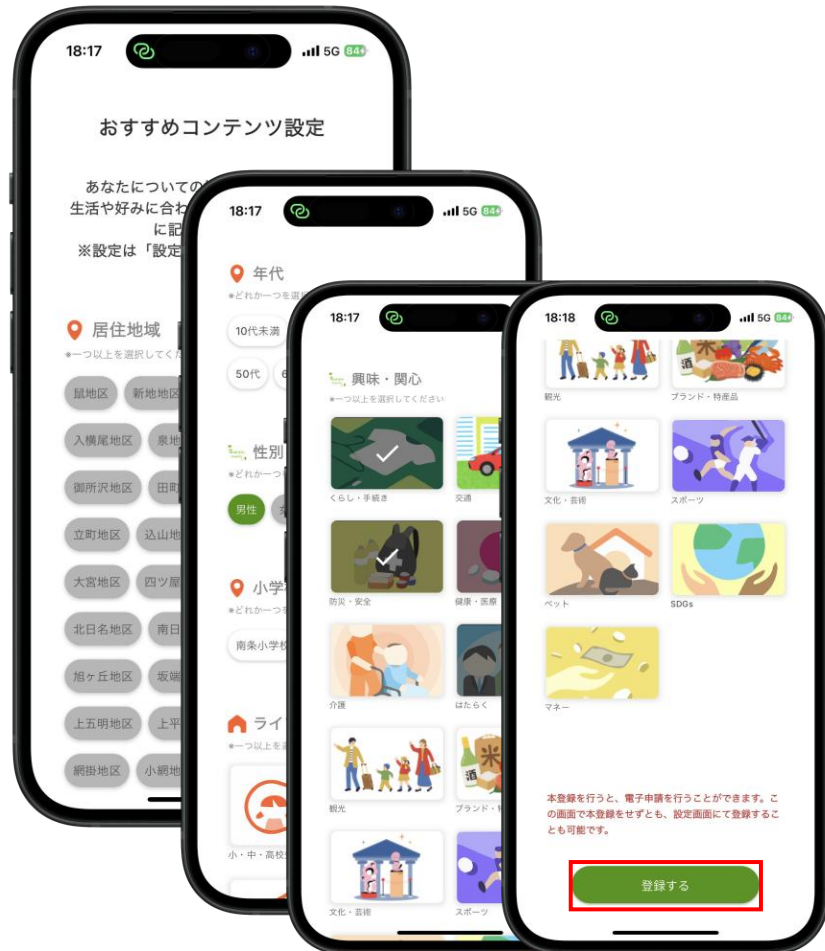 18:17
5G 84
おすすめコンテンツ設定
あなたについての
生活や好みに合わ
に記
※設定は「設定
居住地域
※一つ以上を選択してくだ
鼠地区
新地地区
入横尾地区
泉地
御所沢地区
田町
立町地区
込山地
大宮地区
四ツ屋
北日名地区
南日
旭ヶ丘地区
坂端
上五明地区
上平
網掛地区
小網地
18:17
5G 84
年代
※どれか一つを選
10代未満
50代
性別
※どれか一つ
男性
小学
※どれか一つを
南条小学校
ライ
※一つ以上を
小・中・高校
18:17
興味・関心
※一つ以上を選択してください
くらし・手続き
交通
防災・安全
健康・医療
介護
はたらく
観光
ブランド・
文化・芸術
スポーツ
18:18
5G 84
観光
ブランド・特産品
酒
米
文化・芸術
スポーツ
ペット
SDGs
マネー
本登録を行うと、電子申請を行うことができます。こ
の画面で本登録をせずとも、設定画面にて登録するこ
とも可能です。
登録する